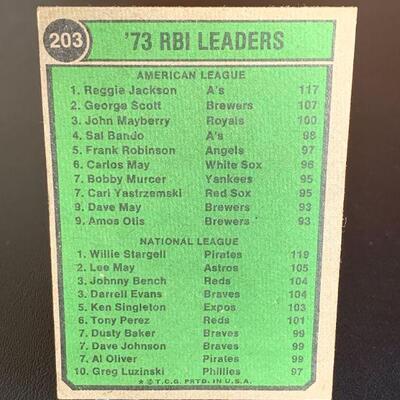 203 '73 RBI LEADERS
AMERICAN LEAGUE
1. Reggie Jackson A's 117
2. George Scott Brewers 107
3. John Mayberry Royals 100
4. Sal Bando A's 98
5. Frank Robinson Angels 97
6. Carlos May White Sox 96
7. Bobby Murcer Yankees 95
7. Carl Yastrzemski Red Sox 95
9. Dave May Brewers 93
9. Amos Otis Brewers 93
NATIONAL LEAGUE
1. Willie Stargell Pirates 119
2. Lee May Astros 105
3. Johnny Bench Reds 104
3. Darrell Evans Braves 104
5. Ken Singleton Expos 103
6. Tony Perez Reds 101
7. Dusty Baker Braves 99
7. Dave Johnson Braves 99
7. Al Oliver Pirates 99
10. Greg Luzinski Phillies 97
* © T.C.G. PRTD. IN U.S.A.